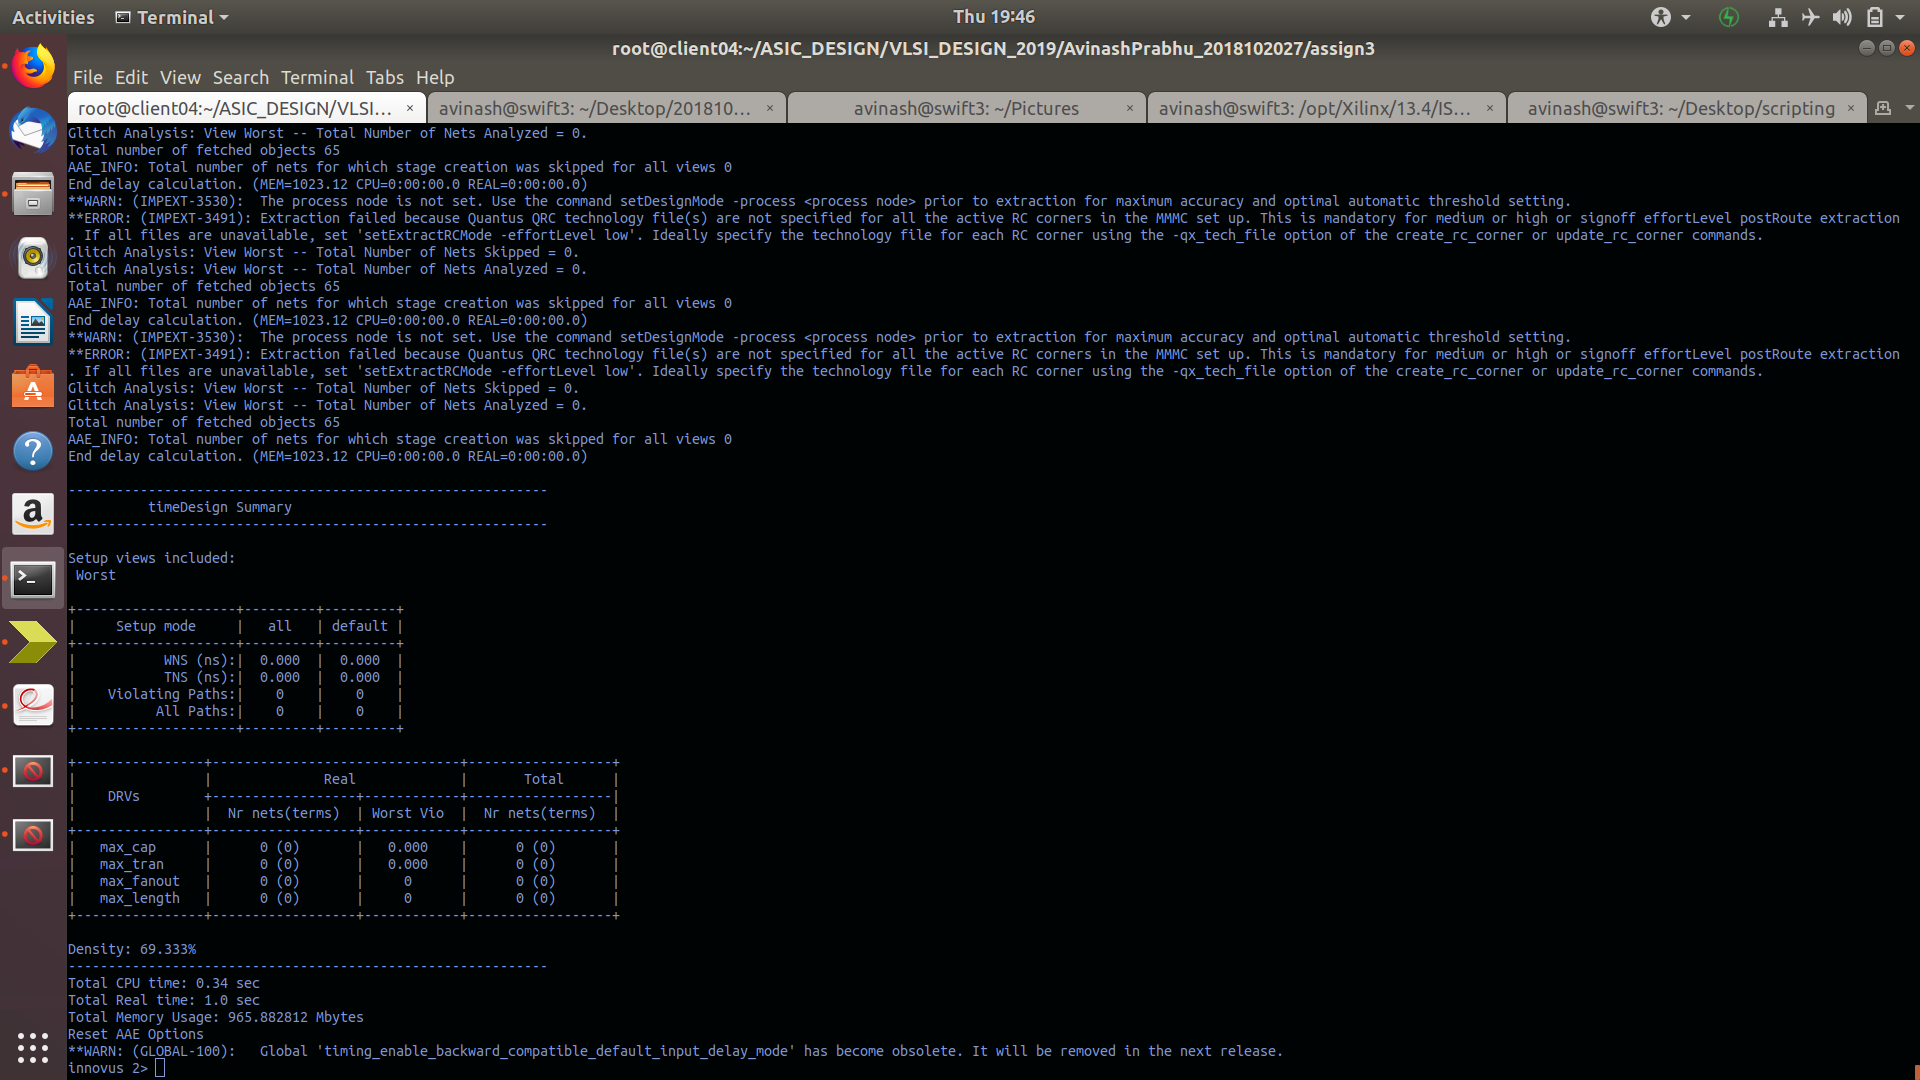 Activities Terminal Thu 19:46
root@client04:~/ASIC_DESIGN/VLSI_DESIGN_2019/AvinashPrabhu_2018102027/assign3
File Edit View Search Terminal Tabs Help
root@client04:~/ASIC_DESIGN/VLSI... × avinash@swift3: ~/Desktop/201810... × avinash@swift3: ~/Pictures × avinash@swift3: /opt/Xilinx/13.4/IS... × avinash@swift3: ~/Desktop/scripting ×
Glitch Analysis: View Worst -- Total Number of Nets Analyzed = 0.
Total number of fetched objects 65
AAE_INFO: Total number of nets for which stage creation was skipped for all views 0
End delay calculation. (MEM=1023.12 CPU=0:00:00.0 REAL=0:00:00.0)
**WARN: (IMPEXT-3530):  The process node is not set. Use the command setDesignMode -process <process node> prior to extraction for maximum accuracy and optimal automatic threshold setting.
**ERROR: (IMPEXT-3491): Extraction failed because Quantus QRC technology file(s) are not specified for all the active RC corners in the MMMC set up. This is mandatory for medium or high or signoff effortLevel postRoute extraction
. If all files are unavailable, set 'setExtractRCMode -effortLevel low'. Ideally specify the technology file for each RC corner using the -qx_tech_file option of the create_rc_corner or update_rc_corner commands.
Glitch Analysis: View Worst -- Total Number of Nets Skipped = 0.
Glitch Analysis: View Worst -- Total Number of Nets Analyzed = 0.
Total number of fetched objects 65
AAE_INFO: Total number of nets for which stage creation was skipped for all views 0
End delay calculation. (MEM=1023.12 CPU=0:00:00.0 REAL=0:00:00.0)
**WARN: (IMPEXT-3530):  The process node is not set. Use the command setDesignMode -process <process node> prior to extraction for maximum accuracy and optimal automatic threshold setting.
**ERROR: (IMPEXT-3491): Extraction failed because Quantus QRC technology file(s) are not specified for all the active RC corners in the MMMC set up. This is mandatory for medium or high or signoff effortLevel postRoute extraction
. If all files are unavailable, set 'setExtractRCMode -effortLevel low'. Ideally specify the technology file for each RC corner using the -qx_tech_file option of the create_rc_corner or update_rc_corner commands.
Glitch Analysis: View Worst -- Total Number of Nets Skipped = 0.
Glitch Analysis: View Worst -- Total Number of Nets Analyzed = 0.
Total number of fetched objects 65
AAE_INFO: Total number of nets for which stage creation was skipped for all views 0
End delay calculation. (MEM=1023.12 CPU=0:00:00.0 REAL=0:00:00.0)
------------------------------------------------------------
timeDesign Summary
------------------------------------------------------------
Setup views included:
Worst
+--------------------+---------+---------+
|     Setup mode     |   all   | default |
+--------------------+---------+---------+
|           WNS (ns):|  0.000  |  0.000  |
|           TNS (ns):|  0.000  |  0.000  |
|    Violating Paths:|    0    |    0    |
|          All Paths:|    0    |    0    |
+--------------------+---------+---------+
+----------------+-------------------------------+------------------+
|                |              Real             |       Total      |
|    DRVs        +------------------+------------+------------------|
|                |  Nr nets(terms)  | Worst Vio  |  Nr nets(terms)  |
+----------------+------------------+------------+------------------+
|   max_cap      |      0 (0)       |   0.000    |      0 (0)       |
|   max_tran     |      0 (0)       |   0.000    |      0 (0)       |
|   max_fanout   |      0 (0)       |     0      |      0 (0)       |
|   max_length   |      0 (0)       |     0      |      0 (0)       |
+----------------+------------------+------------+------------------+
Density: 69.333%
------------------------------------------------------------
Total CPU time: 0.34 sec
Total Real time: 1.0 sec
Total Memory Usage: 965.882812 Mbytes
Reset AAE Options
**WARN: (GLOBAL-100):   Global 'timing_enable_backward_compatible_default_input_delay_mode' has become obsolete. It will be removed in the next release.
innovus 2>